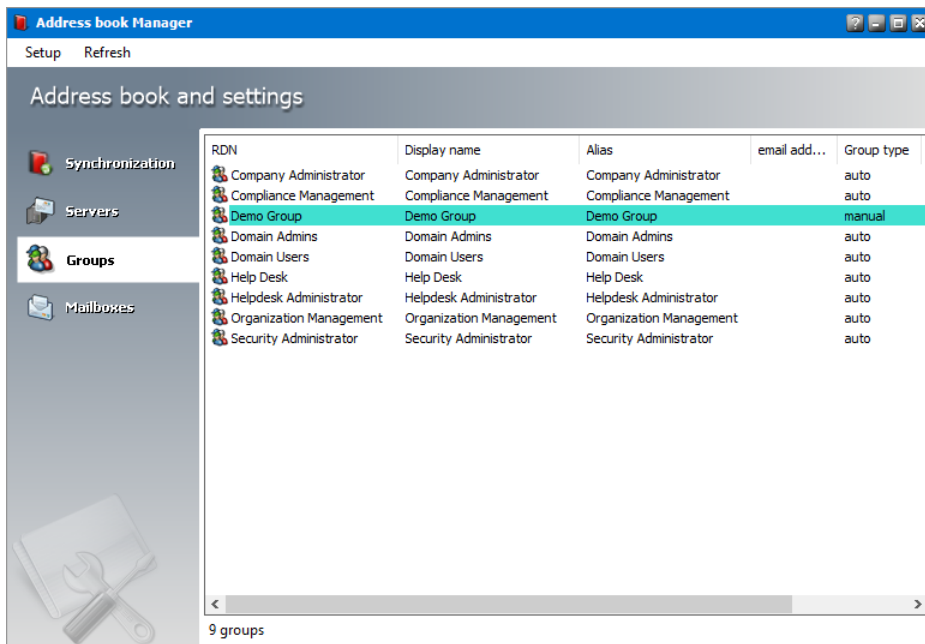 Address book Manager
Setup Refresh
Address book and settings
RDN Display name Alias email add... Group type
Synchronization
Servers
Groups
Mailboxes
Company Administrator Company Administrator Company Administrator auto
Compliance Management Compliance Management Compliance Management auto
Demo Group Demo Group Demo Group manual
Domain Admins Domain Admins Domain Admins auto
Domain Users Domain Users Domain Users auto
Help Desk Help Desk Help Desk auto
Helpdesk Administrator Helpdesk Administrator Helpdesk Administrator auto
Organization Management Organization Management Organization Management auto
Security Administrator Security Administrator Security Administrator auto
9 groups